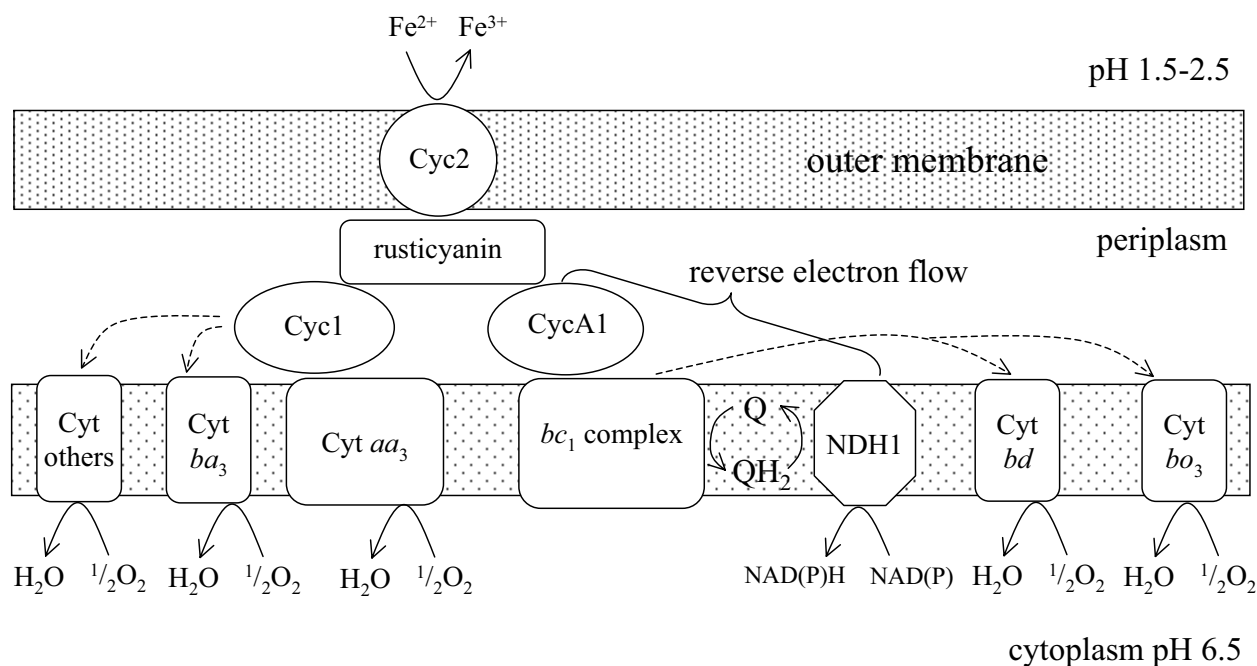 Fe²⁺ Fe³⁺
pH 1.5-2.5
Cyc2
outer membrane
rusticyanin
periplasm
reverse electron flow
Cyc1
CycA1
Cyt others
Cyt ba₃
Cyt aa₃
bc₁ complex
Q
QH₂
NDH1
Cyt bd
Cyt bo₃
H₂O ¹/₂O₂
H₂O ¹/₂O₂
H₂O ¹/₂O₂
NAD(P)H NAD(P)
H₂O ¹/₂O₂
H₂O ¹/₂O₂
cytoplasm pH 6.5